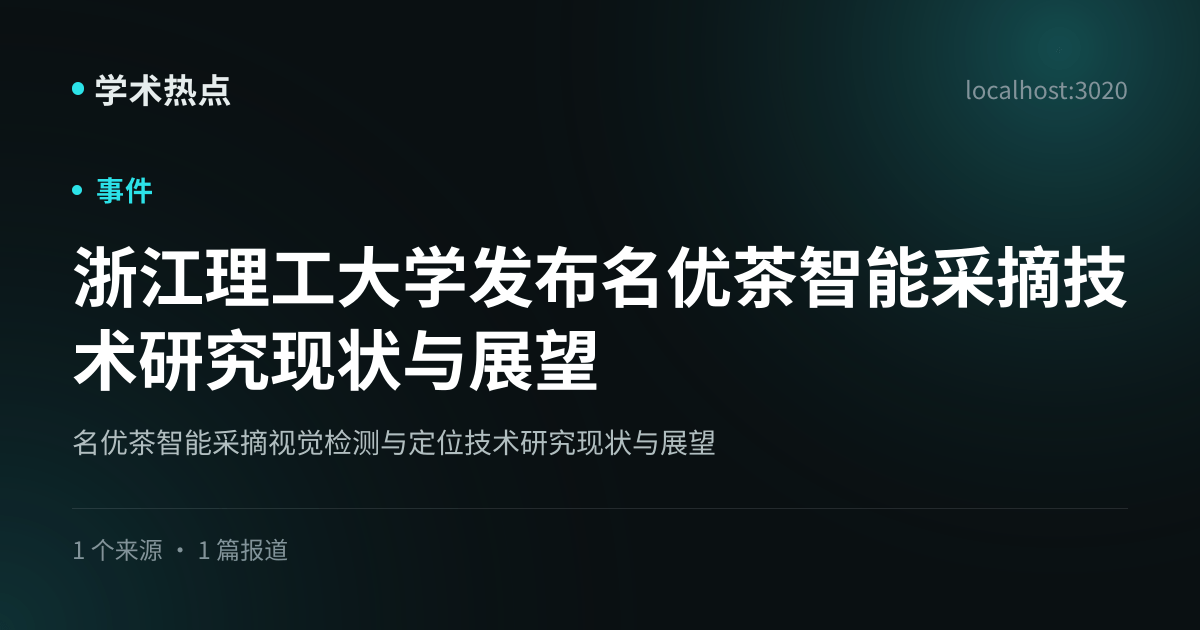 学术热点
localhost:3020
事件
浙江理工大学发布名优茶智能采摘技
术研究现状与展望
名优茶智能采摘视觉检测与定位技术研究现状与展望
1 个来源 · 1 篇报道